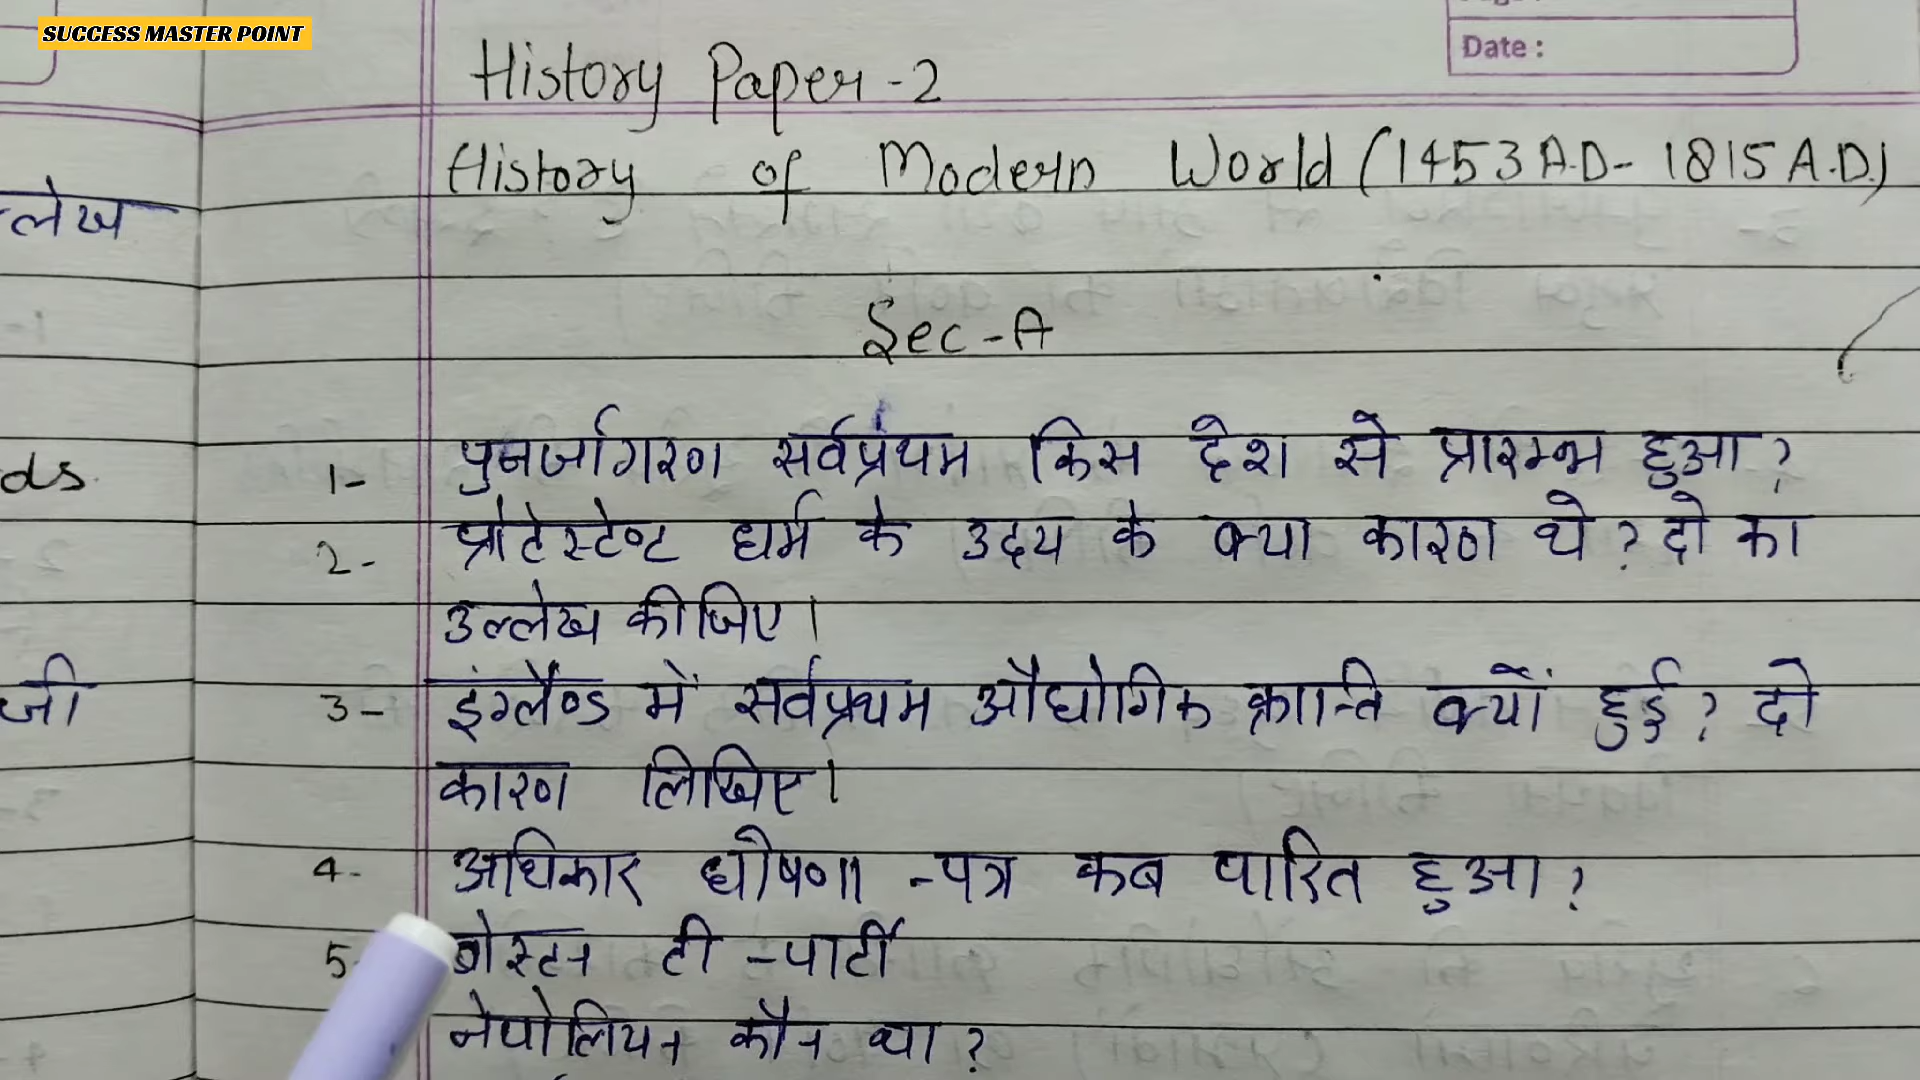 SUCCESS MASTER POINT
Date :
History Paper - 2
History of Modern World (1453 A.D - 1815 A.D.)
लेख
Sec - A
ds.
1- पुनर्जागरण सर्वप्रथम किस देश से प्रारम्भ हुआ?
2- प्रोटेस्टेण्ट धर्म के उदय के क्या कारण थे? दो का
उल्लेख कीजिए।
जी
3- इंग्लैण्ड में सर्वप्रथम औद्योगिक क्रान्ति क्यों हुई? दो
कारण लिखिए।
4- अधिकार घोषणा -पत्र कब पारित हुआ?
5- बोस्टन टी -पार्टी
नेपोलियन कौन था?